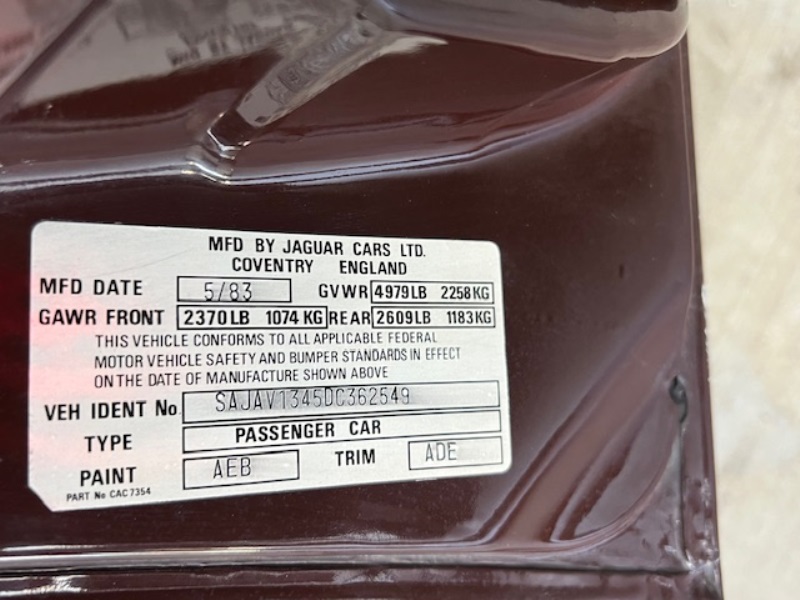 MFD BY JAGUAR CARS LTD.
COVENTRY ENGLAND
MFD DATE 5/83 GVWR 4979LB 2258KG
GAWR FRONT 2370LB 1074KG REAR 2609LB 1183KG
THIS VEHICLE CONFORMS TO ALL APPLICABLE FEDERAL
MOTOR VEHICLE SAFETY AND BUMPER STANDARDS IN EFFECT
ON THE DATE OF MANUFACTURE SHOWN ABOVE
VEH IDENT No. SAJAV1345DC362549
TYPE PASSENGER CAR
PAINT AEB TRIM ADE
PART No CAC 7354